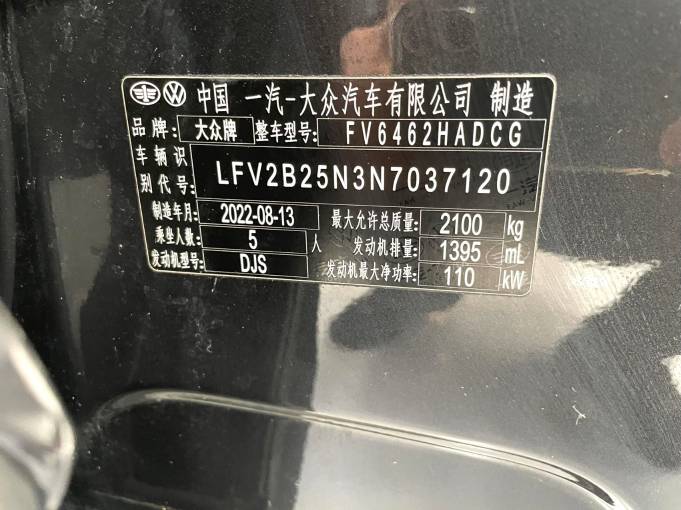 中国 一汽-大众汽车有限公司 制造
品牌: 大众牌 整车型号: FV6462HADCG
车辆识别代号: LFV2B25N3N7037120
制造年月: 2022-08-13 最大允许总质量: 2100 kg
乘坐人数: 5 人 发动机排量: 1395 mL
发动机型号: DJS 发动机最大净功率: 110 kW